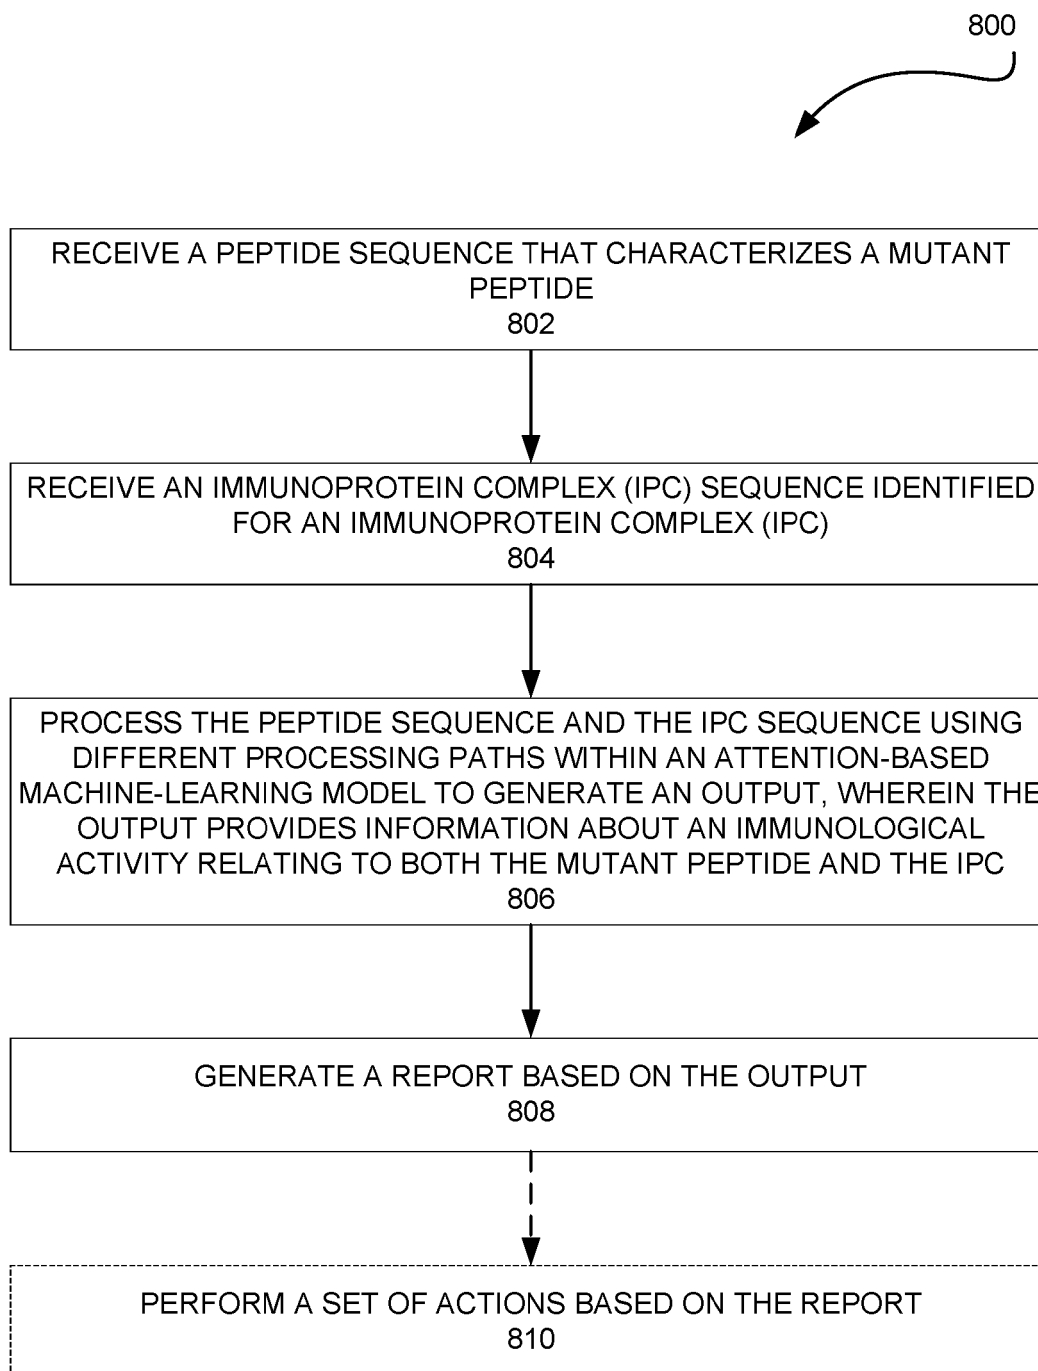 800
RECEIVE A PEPTIDE SEQUENCE THAT CHARACTERIZES A MUTANT
PEPTIDE
802
RECEIVE AN IMMUNOPROTEIN COMPLEX (IPC) SEQUENCE IDENTIFIED
FOR AN IMMUNOPROTEIN COMPLEX (IPC)
804
PROCESS THE PEPTIDE SEQUENCE AND THE IPC SEQUENCE USING
DIFFERENT PROCESSING PATHS WITHIN AN ATTENTION-BASED
MACHINE-LEARNING MODEL TO GENERATE AN OUTPUT, WHEREIN THE
OUTPUT PROVIDES INFORMATION ABOUT AN IMMUNOLOGICAL
ACTIVITY RELATING TO BOTH THE MUTANT PEPTIDE AND THE IPC
806
GENERATE A REPORT BASED ON THE OUTPUT
808
PERFORM A SET OF ACTIONS BASED ON THE REPORT
810